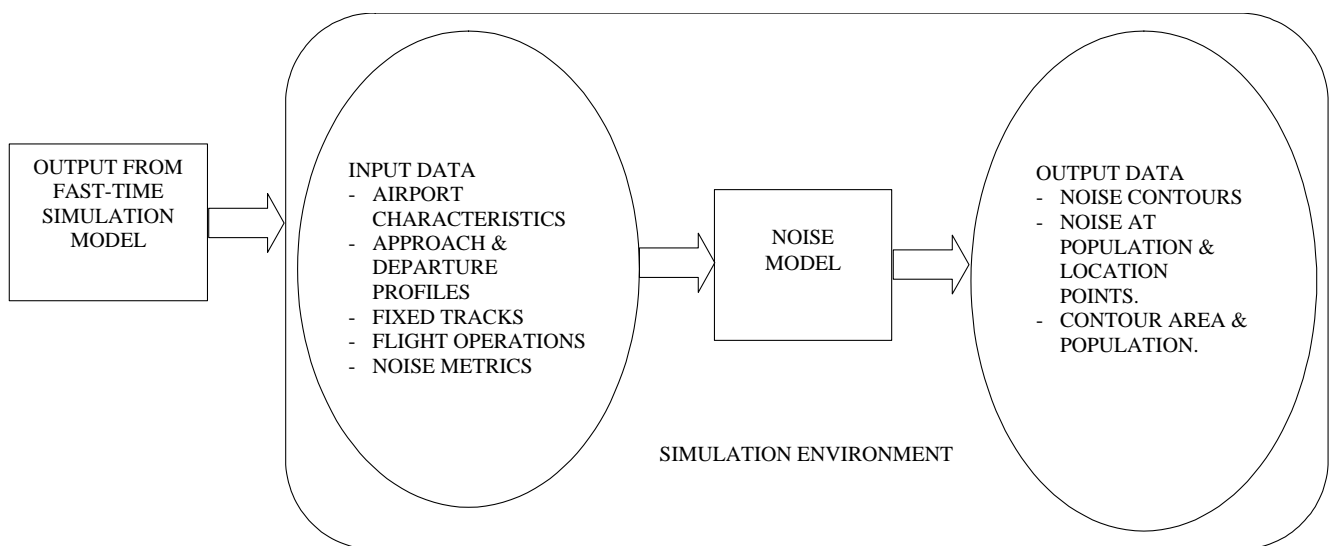 OUTPUT FROM
FAST-TIME
SIMULATION
MODEL
INPUT DATA
- AIRPORT
CHARACTERISTICS
- APPROACH &
DEPARTURE
PROFILES
- FIXED TRACKS
- FLIGHT OPERATIONS
- NOISE METRICS
NOISE
MODEL
OUTPUT DATA
- NOISE CONTOURS
- NOISE AT
POPULATION &
LOCATION
POINTS.
- CONTOUR AREA &
POPULATION.
SIMULATION ENVIRONMENT